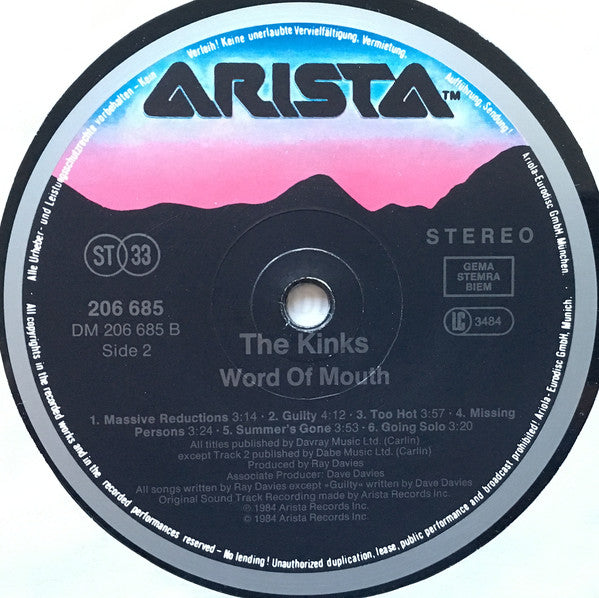 Alle Urheber- und Leistungsschutzrechte vorbehalten - Kein Verleih! Keine unerlaubte Vervielfältigung, Vermietung, Aufführung, Sendung! Ariola-Eurodisc GmbH, München.
ARISTA™
ST 33
STEREO
GEMA
STEMRA
BIEM
LC 3484
206 685
DM 206 685 B
Side 2
The Kinks
Word Of Mouth
1. Massive Reductions 3:14 · 2. Guilty 4:12 · 3. Too Hot 3:57 · 4. Missing
Persons 3:24 · 5. Summer's Gone 3:53 · 6. Going Solo 3:20
All titles published by Davray Music Ltd. (Carlin)
except Track 2 published by Dabe Music Ltd. (Carlin)
Produced by Ray Davies
Associate Producer: Dave Davies
All songs written by Ray Davies except »Guilty« written by Dave Davies
Original Sound Track Recording made by Arista Records Inc.
℗ 1984 Arista Records Inc.
© 1984 Arista Records Inc.
All copyrights in the recorded works and in the recorded performances reserved - No lending! Unauthorized duplication, lease, public performance and broadcast prohibited! Ariola-Eurodisc GmbH, Munich.